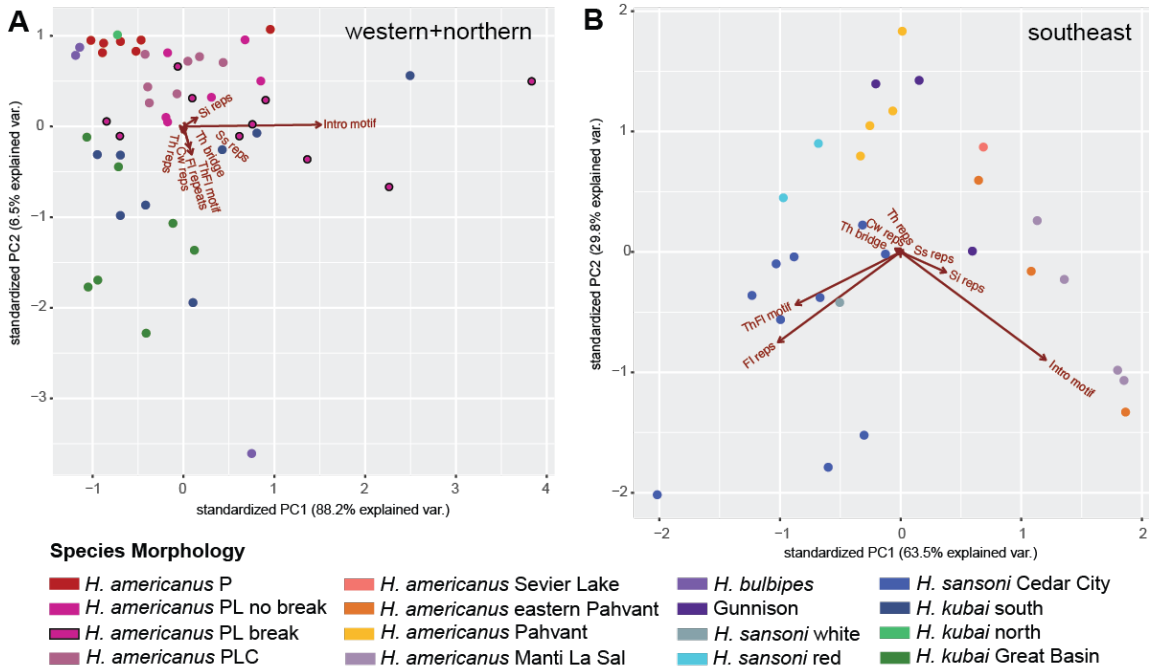 A
western+northern
1
0
−1
−2
−3
standardized PC2 (6.5% explained var.)
Si reps
Intro motif
Ss reps
Th bridge
ThFl motif
Fl repeats
Cw reps
Th reps
−1
0
1
2
3
4
standardized PC1 (88.2% explained var.)
B
southeast
2
1
0
−1
−2
standardized PC2 (29.8% explained var.)
Th reps
Cw reps
Th bridge
Ss reps
Si reps
ThFl motif
Fl reps
Intro motif
−2
−1
0
1
2
standardized PC1 (63.5% explained var.)
Species Morphology
H. americanus P
H. americanus PL no break
H. americanus PL break
H. americanus PLC
H. americanus Sevier Lake
H. americanus eastern Pahvant
H. americanus Pahvant
H. americanus Manti La Sal
H. bulbipes
Gunnison
H. sansoni white
H. sansoni red
H. sansoni Cedar City
H. kubai south
H. kubai north
H. kubai Great Basin